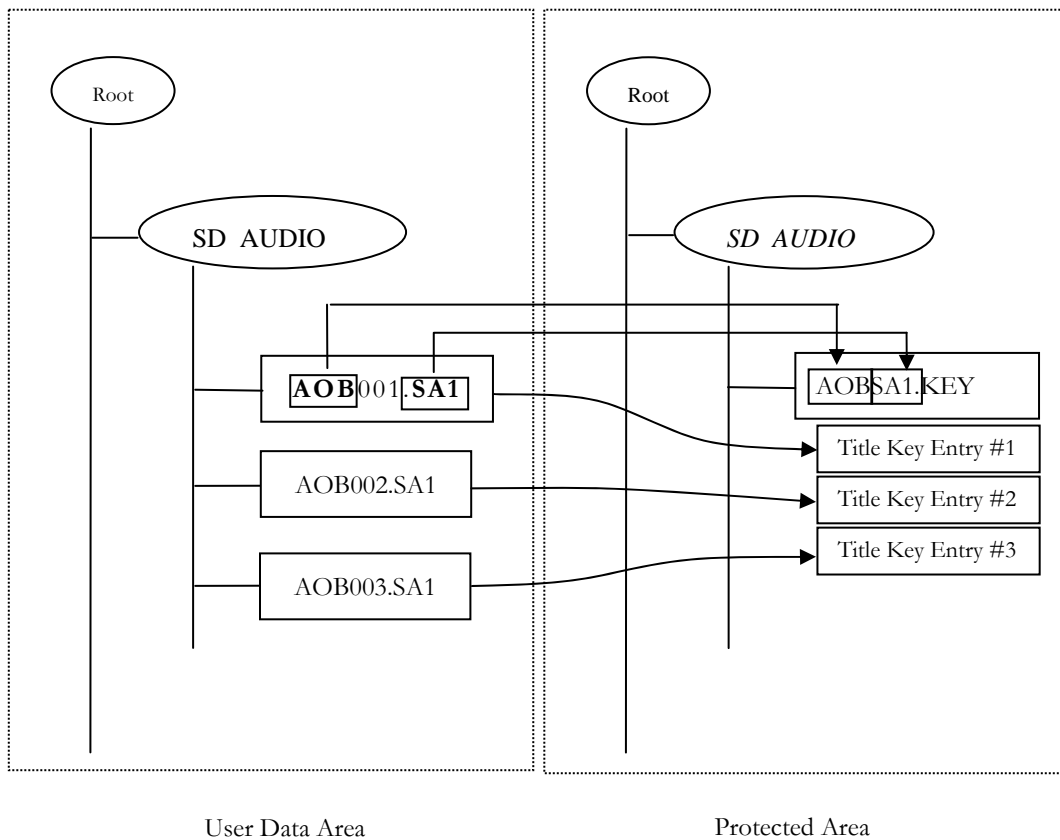 Root
SD AUDIO
AOB001.SA1
AOB002.SA1
AOB003.SA1
User Data Area
Root
SD AUDIO
AOBSA1.KEY
Title Key Entry #1
Title Key Entry #2
Title Key Entry #3
Protected Area